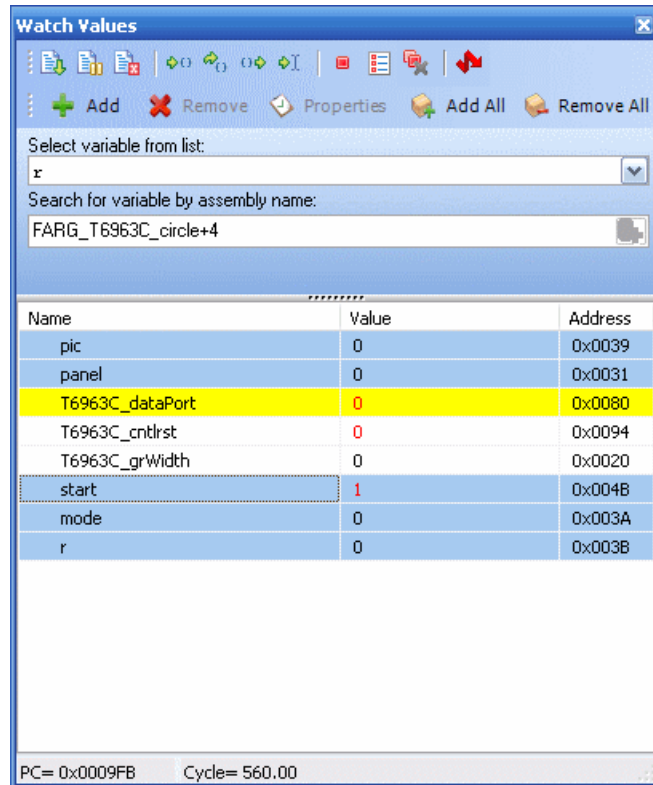 Watch Values
Add Remove Properties Add All Remove All
Select variable from list:
r
Search for variable by assembly name:
FARG_T6963C_circle+4
Name Value Address
pic 0 0x0039
panel 0 0x0031
T6963C_dataPort 0 0x0080
T6963C_cntlrst 0 0x0094
T6963C_grWidth 0 0x0020
start 1 0x004B
mode 0 0x003A
r 0 0x003B
PC= 0x0009FB Cycle= 560.00